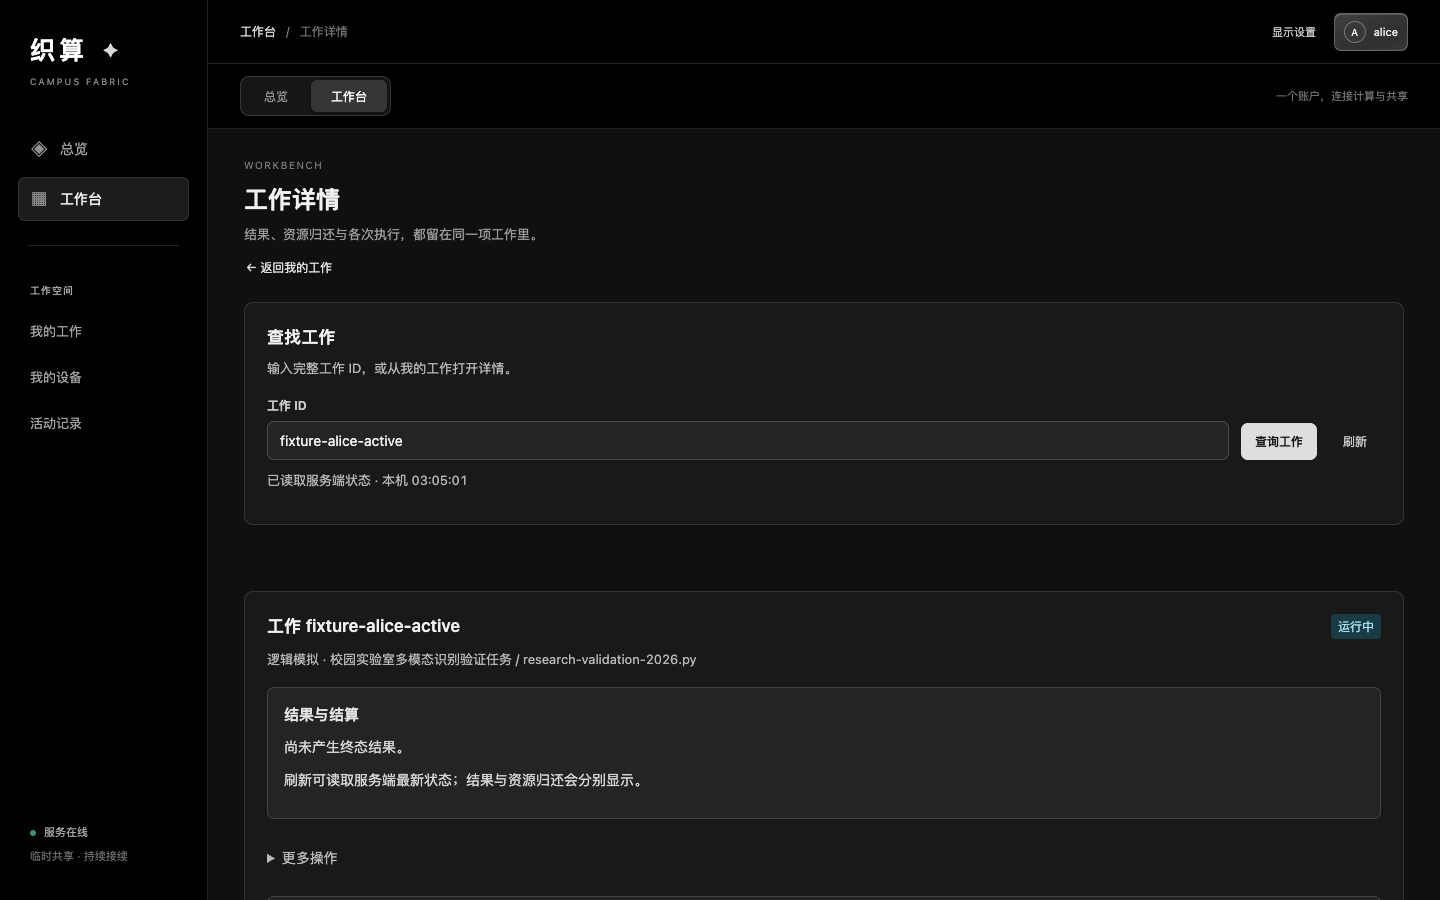 织算
CAMPUS FABRIC
总览
工作台
工作空间
我的工作
我的设备
活动记录
服务在线
临时共享 · 持续接续
工作台 / 工作详情
显示设置
A alice
总览 工作台
一个账户，连接计算与共享
WORKBENCH
工作详情
结果、资源归还与各次执行，都留在同一项工作里。
← 返回我的工作
查找工作
输入完整工作 ID，或从我的工作打开详情。
工作 ID
fixture-alice-active
查询工作
刷新
已读取服务端状态 · 本机 03:05:01
工作 fixture-alice-active
运行中
逻辑模拟 · 校园实验室多模态识别验证任务 / research-validation-2026.py
结果与结算
尚未产生终态结果。
刷新可读取服务端最新状态；结果与资源归还会分别显示。
▶ 更多操作